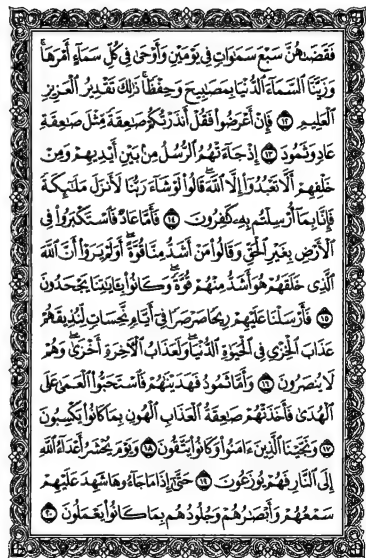 فَقَضَىٰهُنَّ سَبْعَ سَمَٰوَاتٍ فِى يَوْمَيْنِ وَأَوْحَىٰ فِى كُلِّ سَمَآءٍ أَمْرَهَا ۚ
وَزَيَّنَّا ٱلسَّمَآءَ ٱلدُّنْيَا بِمَصَٰبِيحَ وَحِفْظًا ۚ ذَٰلِكَ تَقْدِيرُ ٱلْعَزِيزِ
ٱلْعَلِيمِ ١٢ فَإِنْ أَعْرَضُوا۟ فَقُلْ أَنذَرْتُكُمْ صَٰعِقَةً مِّثْلَ صَٰعِقَةِ
عَادٍ وَثَمُودَ ١٣ إِذْ جَآءَتْهُمُ ٱلرُّسُلُ مِنۢ بَيْنِ أَيْدِيهِمْ وَمِنْ
خَلْفِهِمْ أَلَّا تَعْبُدُوٓا۟ إِلَّا ٱللَّهَ ۖ قَالُوا۟ لَوْ شَآءَ رَبُّنَا لَأَنزَلَ مَلَٰٓئِكَةً
فَإِنَّا بِمَآ أُرْسِلْتُم بِهِۦ كَٰفِرُونَ ١٤ فَأَمَّا عَادٌ فَٱسْتَكْبَرُوا۟ فِى
ٱلْأَرْضِ بِغَيْرِ ٱلْحَقِّ وَقَالُوا۟ مَنْ أَشَدُّ مِنَّا قُوَّةً ۖ أَوَلَمْ يَرَوْا۟ أَنَّ ٱللَّهَ
ٱلَّذِى خَلَقَهُمْ هُوَ أَشَدُّ مِنْهُمْ قُوَّةً ۖ وَكَانُوا۟ بِـَٔايَٰتِنَا يَجْحَدُونَ
١٥ فَأَرْسَلْنَا عَلَيْهِمْ رِيحًا صَرْصَرًا فِىٓ أَيَّامٍ نَّحِسَاتٍ لِّنُذِيقَهُمْ
عَذَابَ ٱلْخِزْىِ فِى ٱلْحَيَوٰةِ ٱلدُّنْيَا ۖ وَلَعَذَابُ ٱلْءَاخِرَةِ أَخْزَىٰ ۖ وَهُمْ
لَا يُنصَرُونَ ١٦ وَأَمَّا ثَمُودُ فَهَدَيْنَٰهُمْ فَٱسْتَحَبُّوا۟ ٱلْعَمَىٰ عَلَى
ٱلْهُدَىٰ فَأَخَذَتْهُمْ صَٰعِقَةُ ٱلْعَذَابِ ٱلْهُونِ بِمَا كَانُوا۟ يَكْسِبُونَ
١٧ وَنَجَّيْنَا ٱلَّذِينَ ءَامَنُوا۟ وَكَانُوا۟ يَتَّقُونَ ١٨ وَيَوْمَ يُحْشَرُ أَعْدَآءُ ٱللَّهِ
إِلَى ٱلنَّارِ فَهُمْ يُوزَعُونَ ١٩ حَتَّىٰٓ إِذَا مَا جَآءُوهَا شَهِدَ عَلَيْهِمْ
سَمْعُهُمْ وَأَبْصَٰرُهُمْ وَجُلُودُهُم بِمَا كَانُوا۟ يَعْمَلُونَ ٢٠